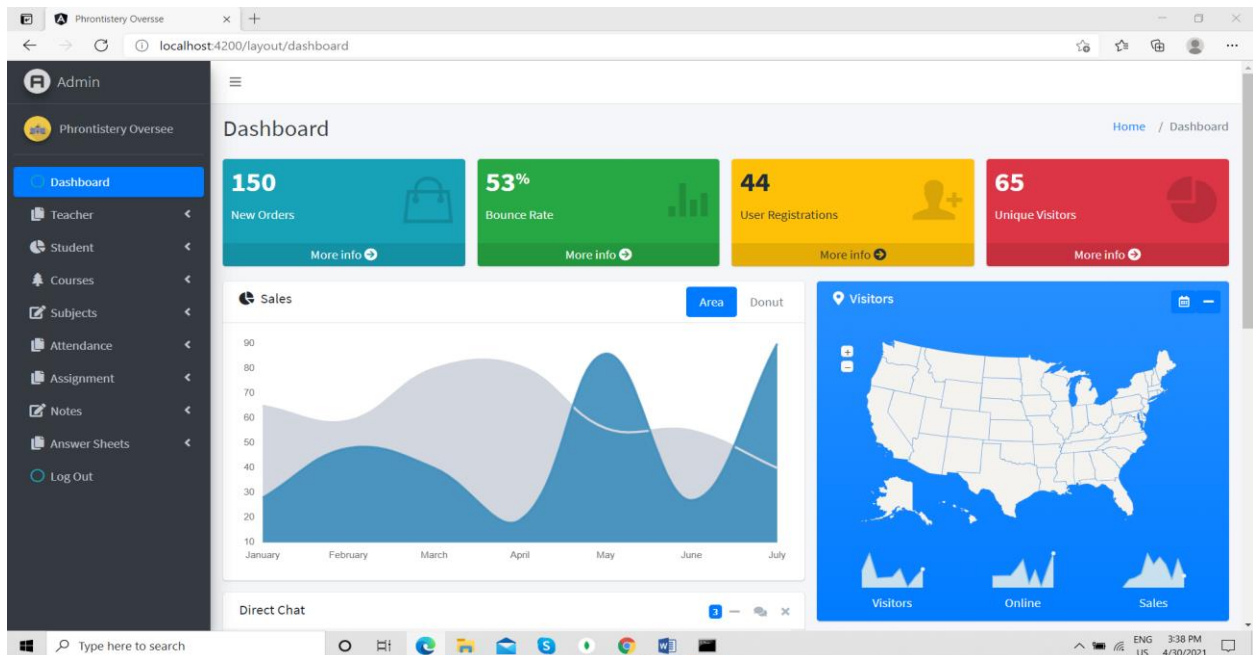 Phrontistery Oversse
localhost:4200/layout/dashboard
Admin
Phrontistery Oversee
Dashboard
Teacher
Student
Courses
Subjects
Attendance
Assignment
Notes
Answer Sheets
Log Out
Dashboard
Home / Dashboard
150
New Orders
More info
53%
Bounce Rate
More info
44
User Registrations
More info
65
Unique Visitors
More info
Sales
Area Donut
90
80
70
60
50
40
30
20
10
January February March April May June July
Visitors
+
−
Visitors Online Sales
Direct Chat
3
Type here to search
ENG
US
3:38 PM
4/30/2021